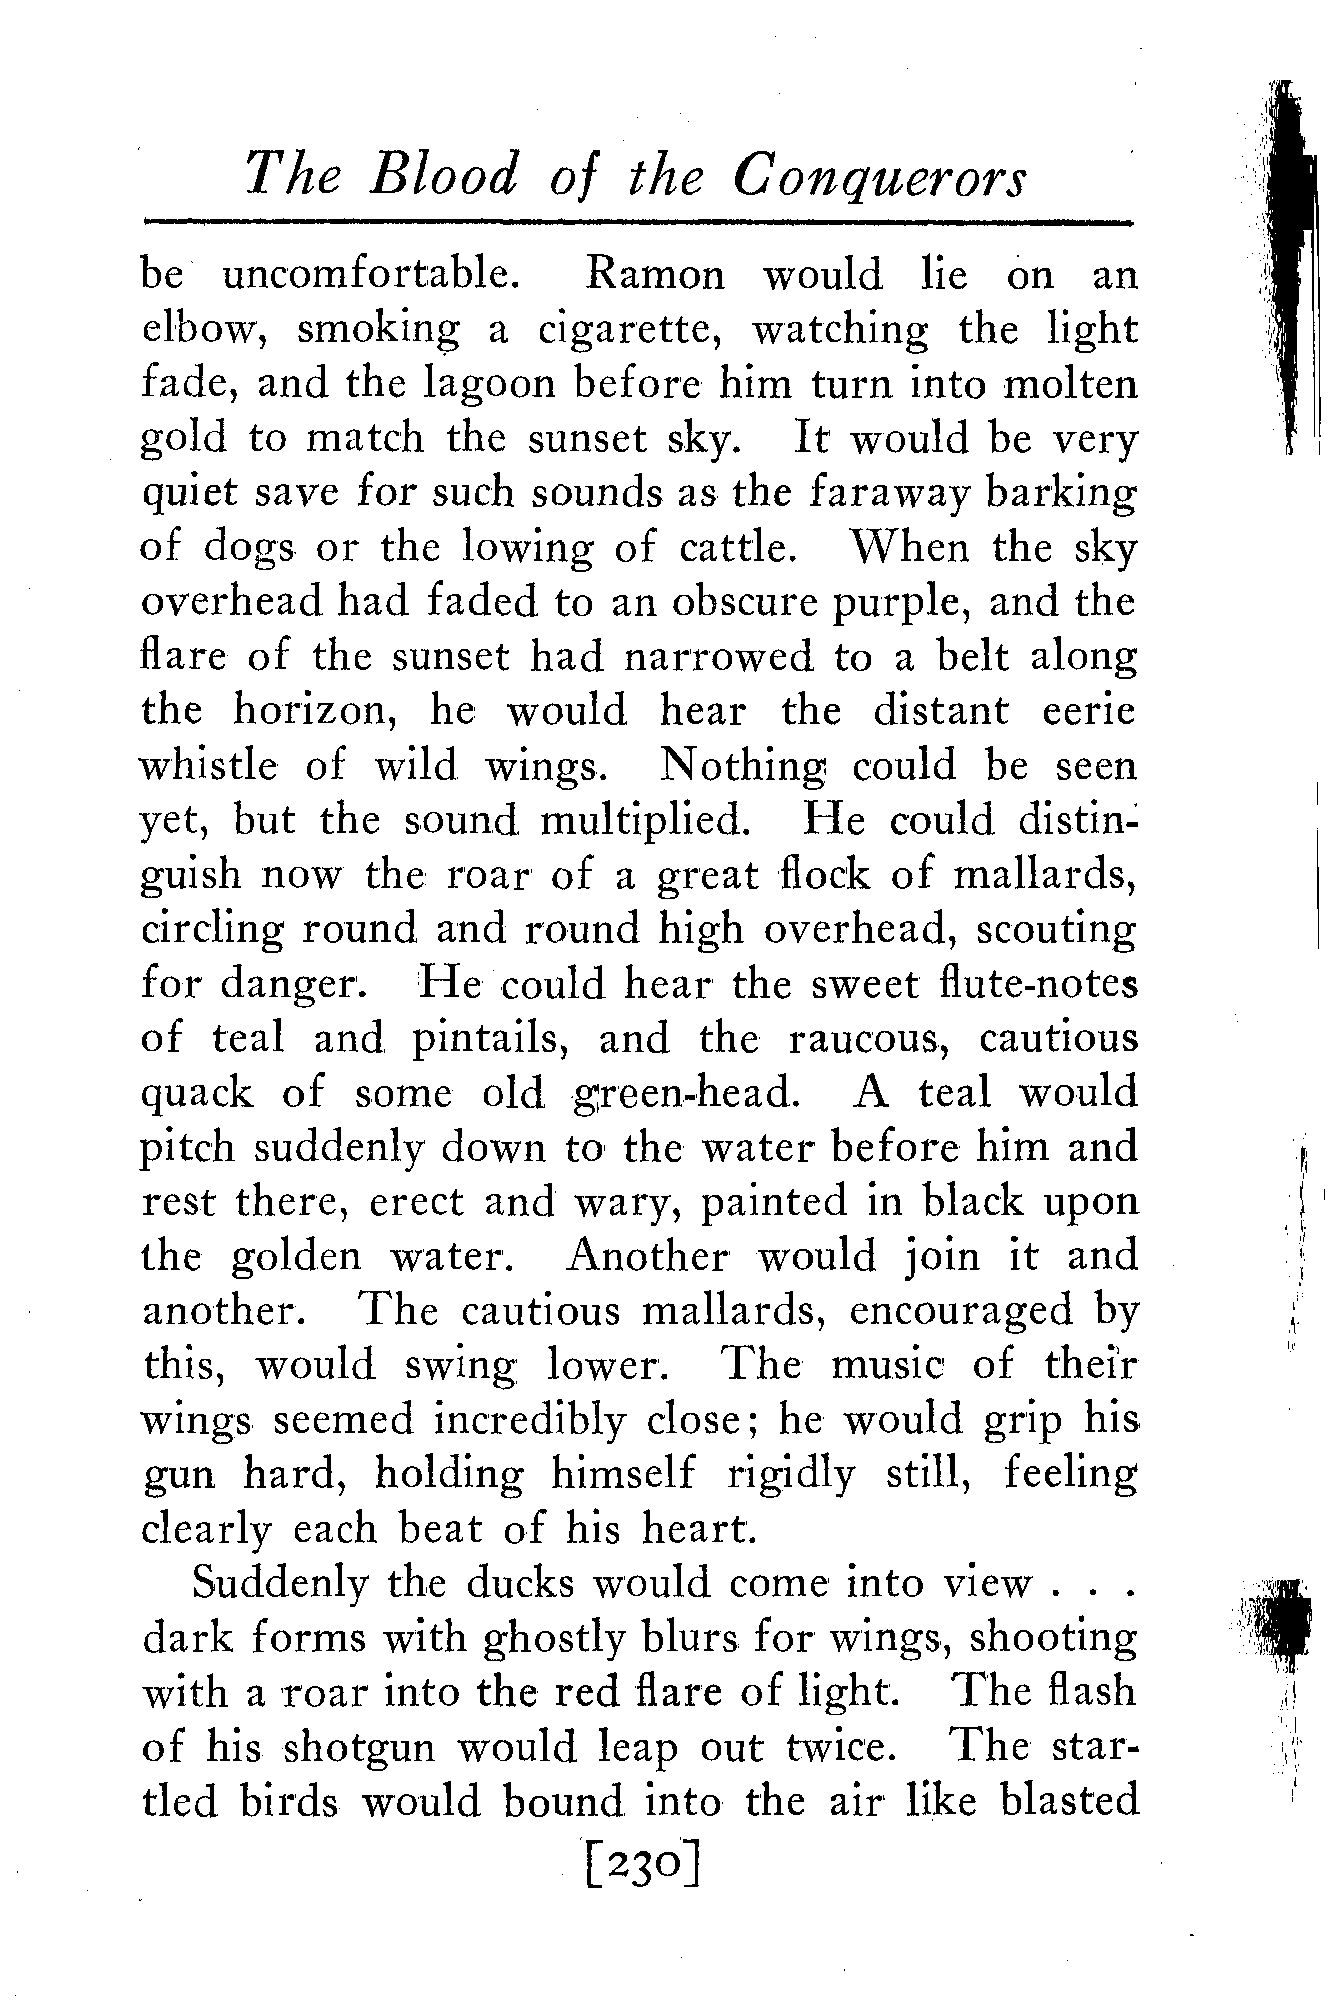 The Blood of the Conquerors
be uncomfortable. Ramon would lie on an
elbow, smoking a cigarette, watching the light
fade, and the lagoon before him turn into molten
gold to match the sunset sky. It would be very
quiet save for such sounds as the faraway barking
of dogs or the lowing of cattle. When the sky
overhead had faded to an obscure purple, and the
flare of the sunset had narrowed to a belt along
the horizon, he would hear the distant eerie
whistle of wild wings. Nothing could be seen
yet, but the sound multiplied. He could distin-
guish now the roar of a great flock of mallards,
circling round and round high overhead, scouting
for danger. He could hear the sweet flute-notes
of teal and pintails, and the raucous, cautious
quack of some old green-head. A teal would
pitch suddenly down to the water before him and
rest there, erect and wary, painted in black upon
the golden water. Another would join it and
another. The cautious mallards, encouraged by
this, would swing lower. The music of their
wings seemed incredibly close; he would grip his
gun hard, holding himself rigidly still, feeling
clearly each beat of his heart.
Suddenly the ducks would come into view . . .
dark forms with ghostly blurs for wings, shooting
with a roar into the red flare of light. The flash
of his shotgun would leap out twice. The star-
tled birds would bound into the air like blasted
[230]